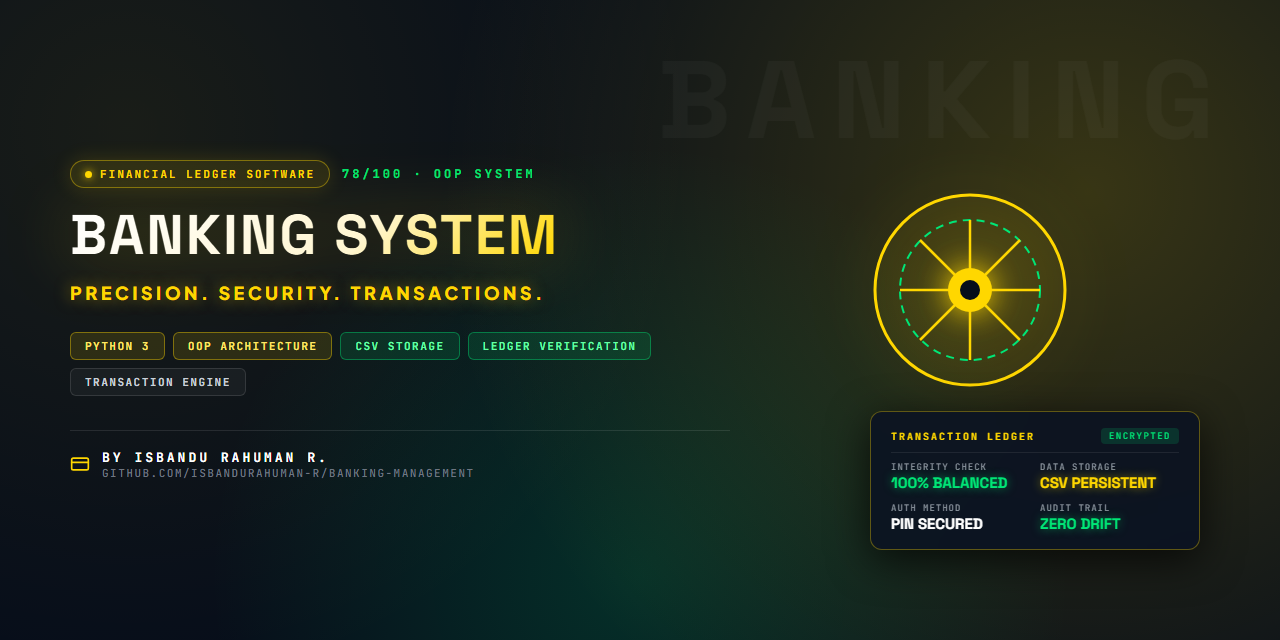 BANKING
FINANCIAL LEDGER SOFTWARE
78/100 · OOP SYSTEM
BANKING SYSTEM
PRECISION. SECURITY. TRANSACTIONS.
PYTHON 3
OOP ARCHITECTURE
CSV STORAGE
LEDGER VERIFICATION
TRANSACTION ENGINE
BY ISBANDU RAHUMAN R.
GITHUB.COM/ISBANDURAHUMAN-R/BANKING-MANAGEMENT
TRANSACTION LEDGER
ENCRYPTED
INTEGRITY CHECK
100% BALANCED
DATA STORAGE
CSV PERSISTENT
AUTH METHOD
PIN SECURED
AUDIT TRAIL
ZERO DRIFT